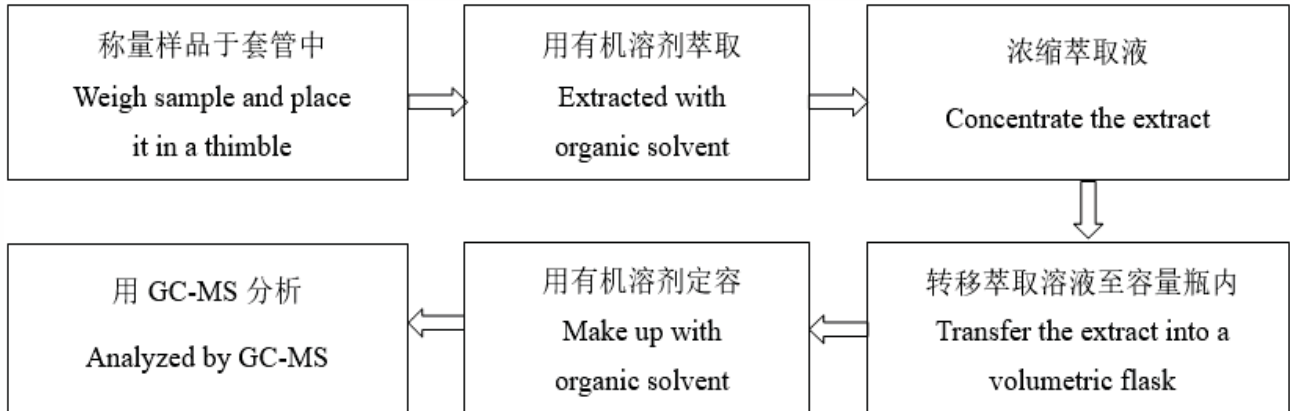 称量样品于套管中
Weigh sample and place
it in a thimble
用有机溶剂萃取
Extracted with
organic solvent
浓缩萃取液
Concentrate the extract
转移萃取溶液至容量瓶内
Transfer the extract into a
volumetric flask
用有机溶剂定容
Make up with
organic solvent
用 GC-MS 分析
Analyzed by GC-MS